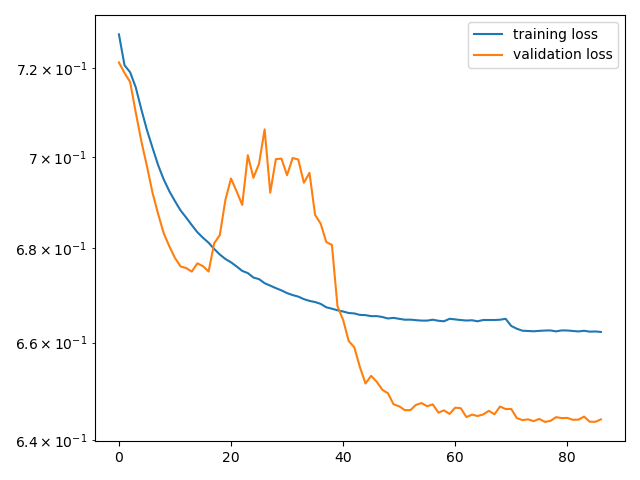 training loss
validation loss
7.2 × 10⁻¹
7 × 10⁻¹
6.8 × 10⁻¹
6.6 × 10⁻¹
6.4 × 10⁻¹
0 20 40 60 80